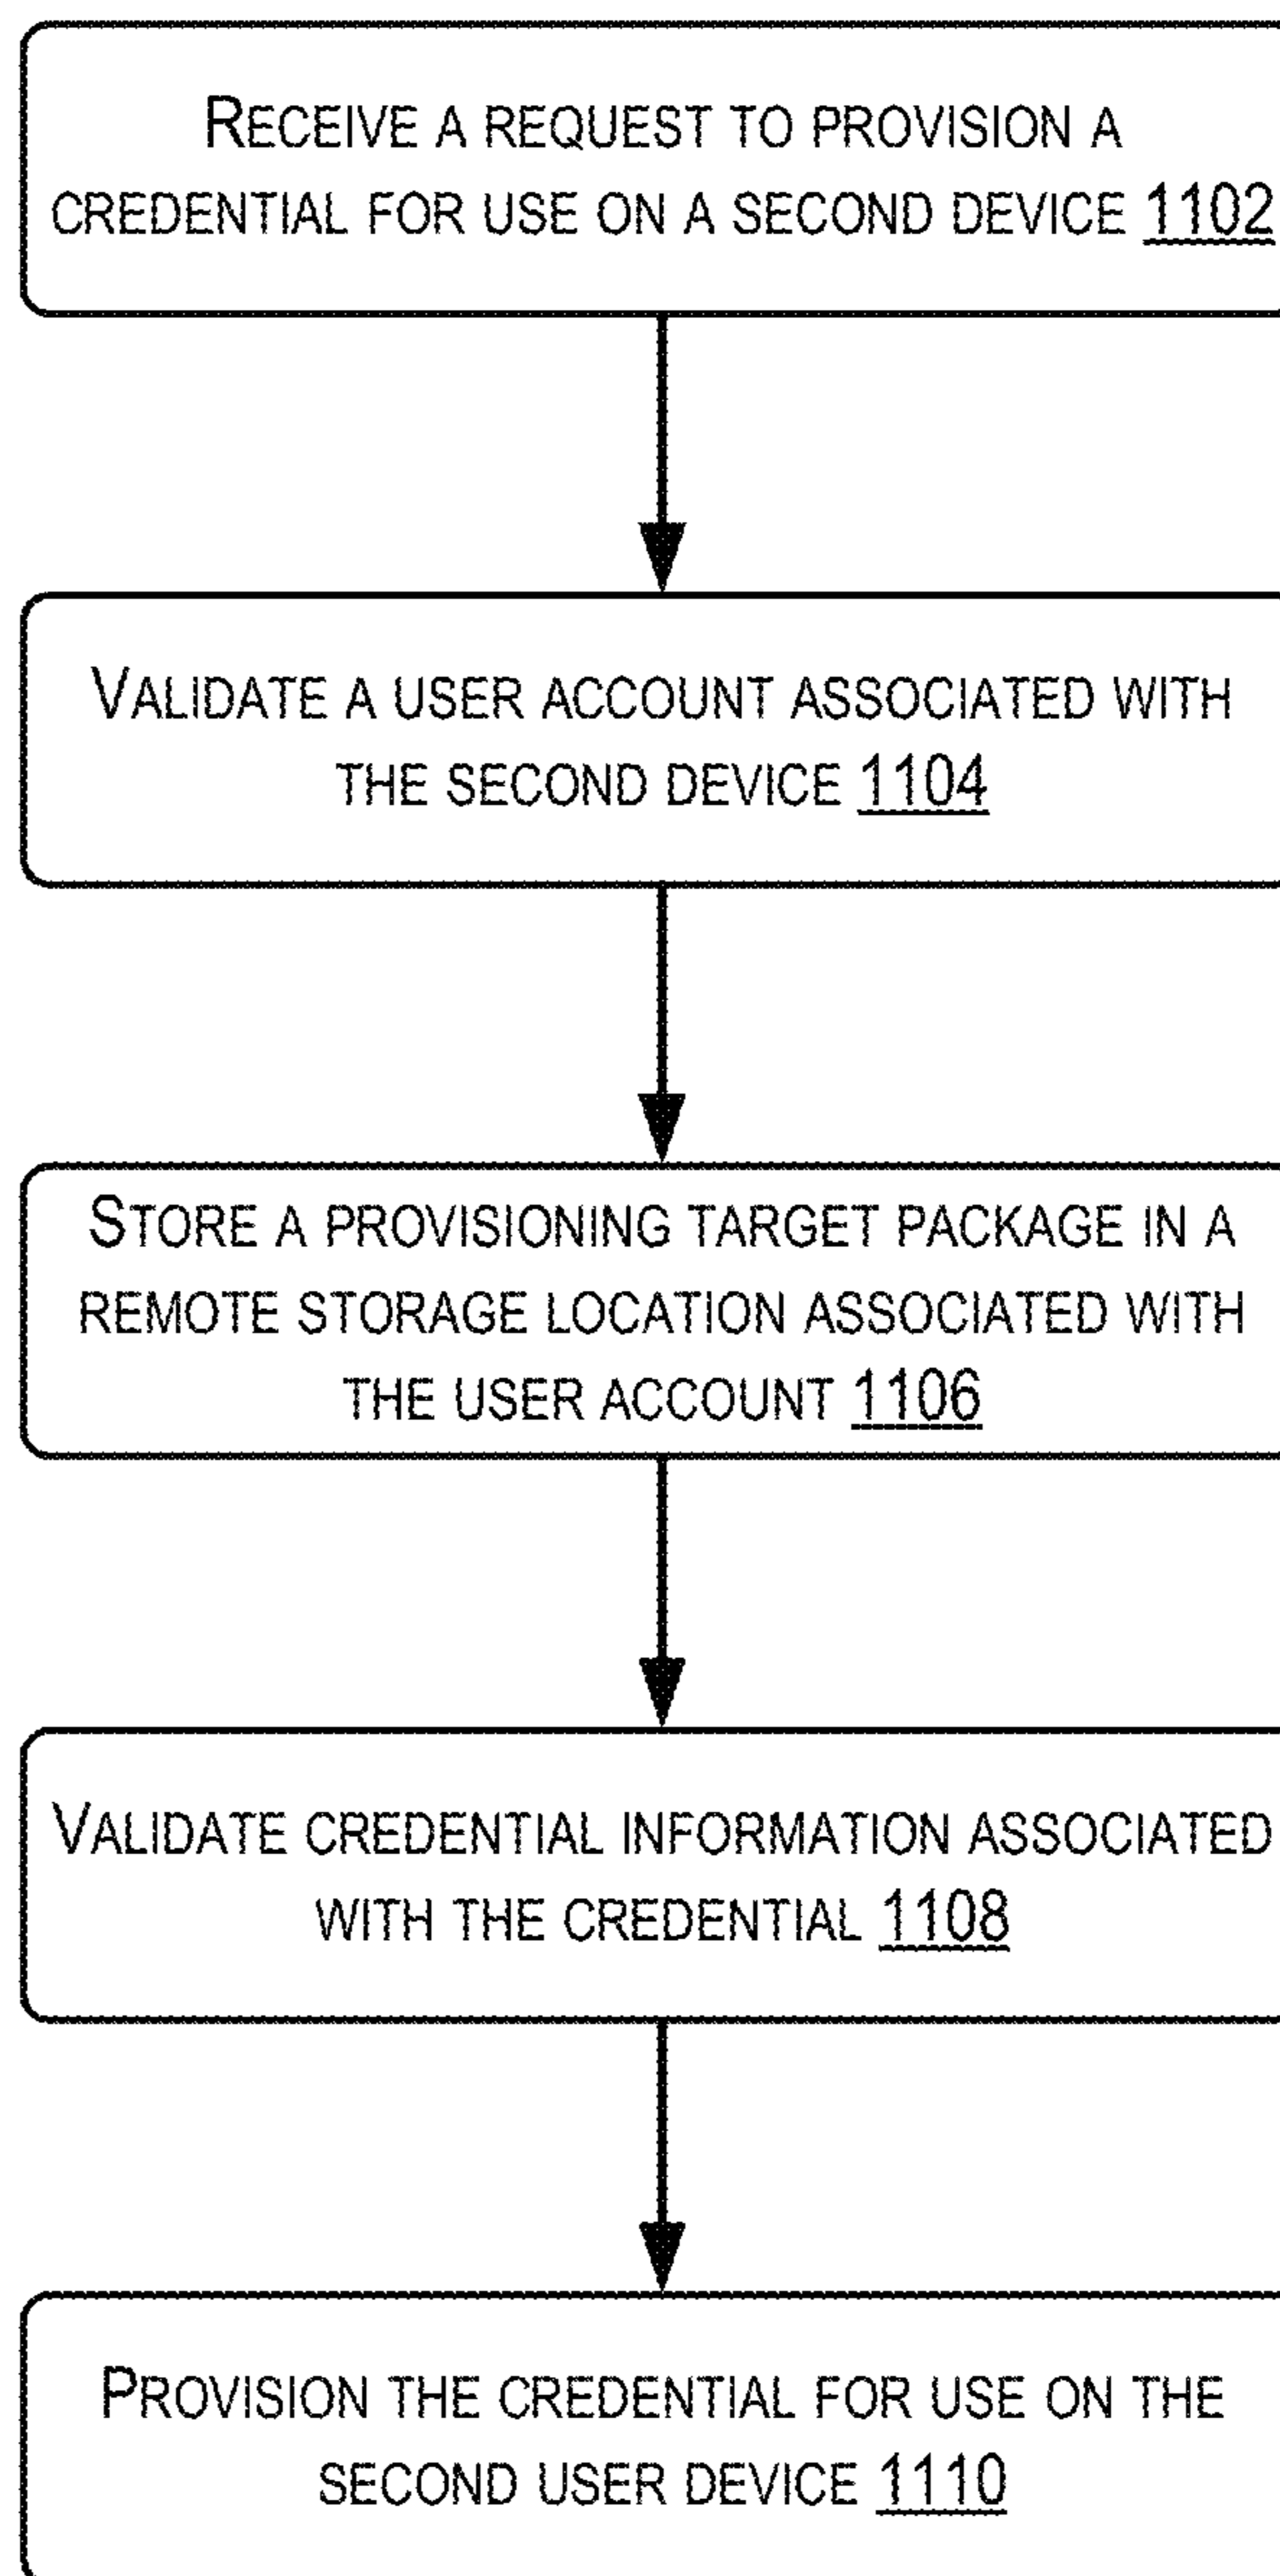 RECEIVE A REQUEST TO PROVISION A
CREDENTIAL FOR USE ON A SECOND DEVICE 1102
VALIDATE A USER ACCOUNT ASSOCIATED WITH
THE SECOND DEVICE 1104
STORE A PROVISIONING TARGET PACKAGE IN A
REMOTE STORAGE LOCATION ASSOCIATED WITH
THE USER ACCOUNT 1106
VALIDATE CREDENTIAL INFORMATION ASSOCIATED
WITH THE CREDENTIAL 1108
PROVISION THE CREDENTIAL FOR USE ON THE
SECOND USER DEVICE 1110